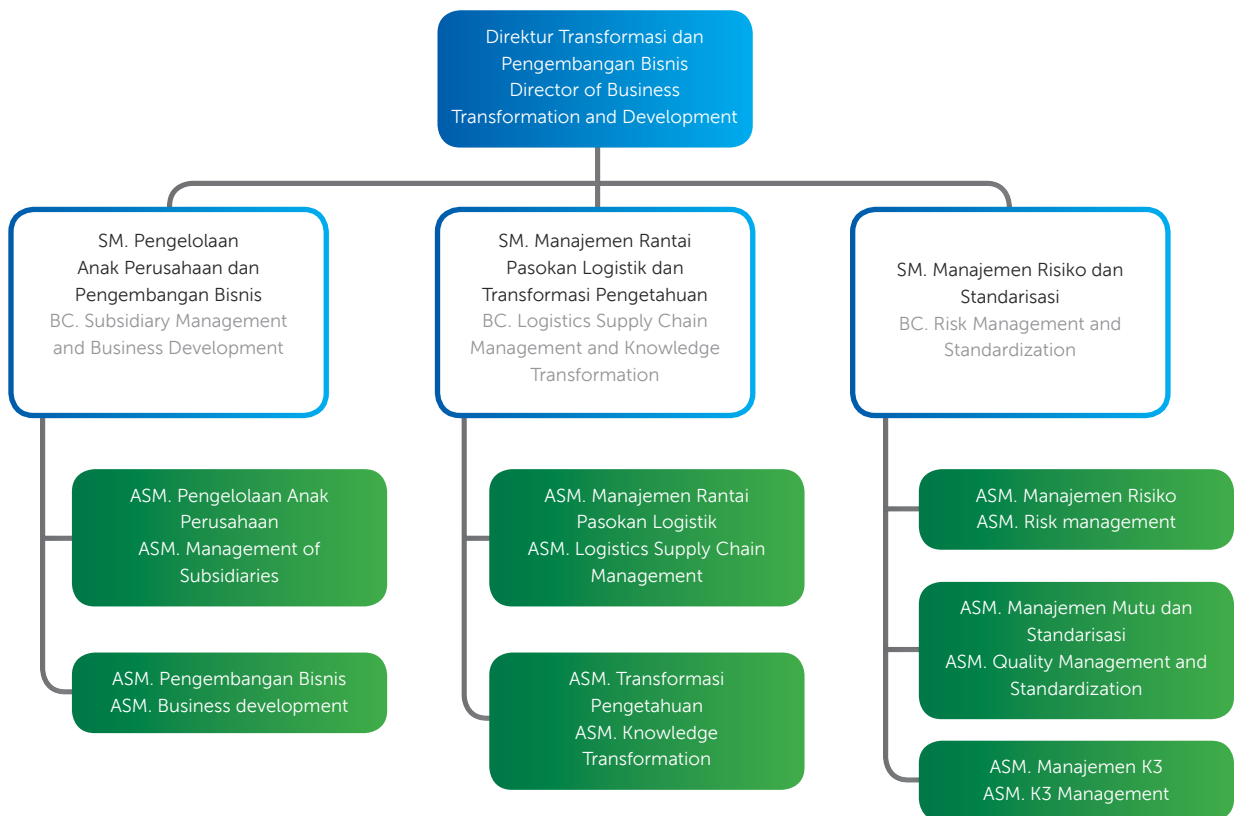 Direktur Transformasi dan
Pengembangan Bisnis
Director of Business
Transformation and Development
SM. Pengelolaan
Anak Perusahaan dan
Pengembangan Bisnis
BC. Subsidiary Management
and Business Development
SM. Manajemen Rantai
Pasokan Logistik dan
Transformasi Pengetahuan
BC. Logistics Supply Chain
Management and Knowledge
Transformation
SM. Manajemen Risiko dan
Standarisasi
BC. Risk Management and
Standardization
ASM. Pengelolaan Anak
Perusahaan
ASM. Management of
Subsidiaries
ASM. Pengembangan Bisnis
ASM. Business development
ASM. Manajemen Rantai
Pasokan Logistik
ASM. Logistics Supply Chain
Management
ASM. Transformasi
Pengetahuan
ASM. Knowledge
Transformation
ASM. Manajemen Risiko
ASM. Risk management
ASM. Manajemen Mutu dan
Standarisasi
ASM. Quality Management and
Standardization
ASM. Manajemen K3
ASM. K3 Management